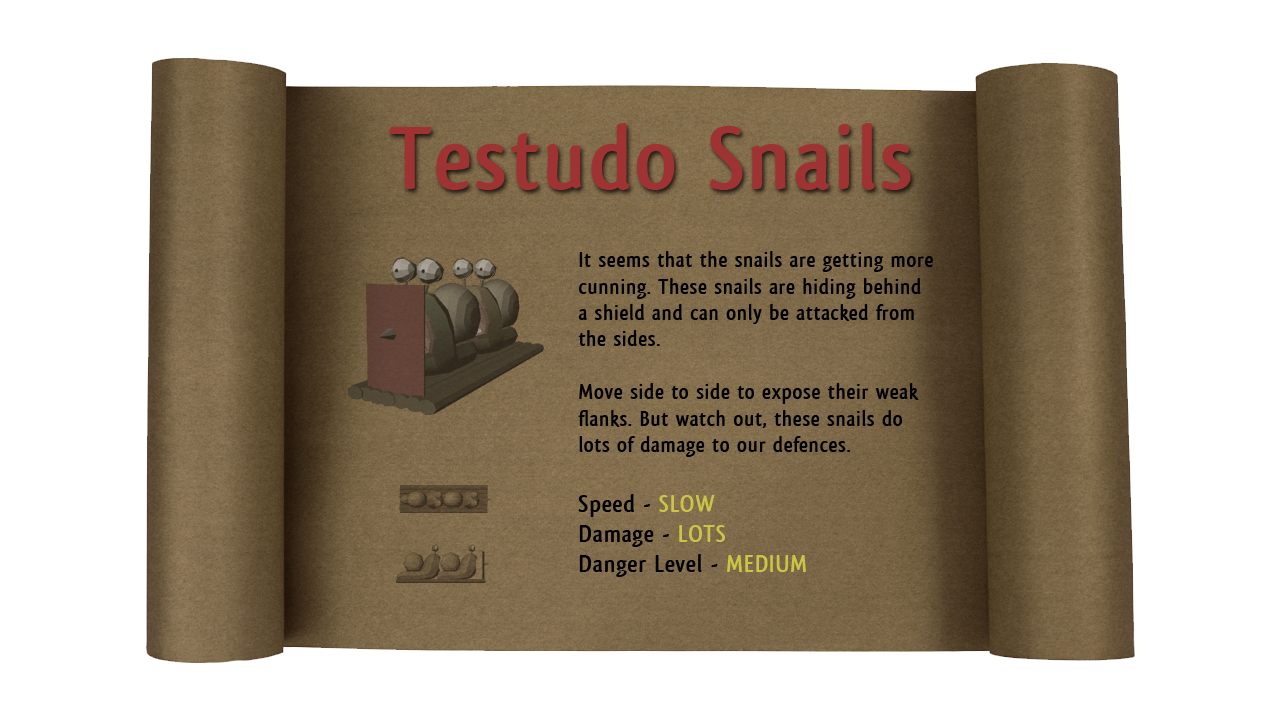 Testudo Snails
It seems that the snails are getting more
cunning. These snails are hiding behind
a shield and can only be attacked from
the sides.
Move side to side to expose their weak
flanks. But watch out, these snails do
lots of damage to our defences.
Speed - SLOW
Damage - LOTS
Danger Level - MEDIUM